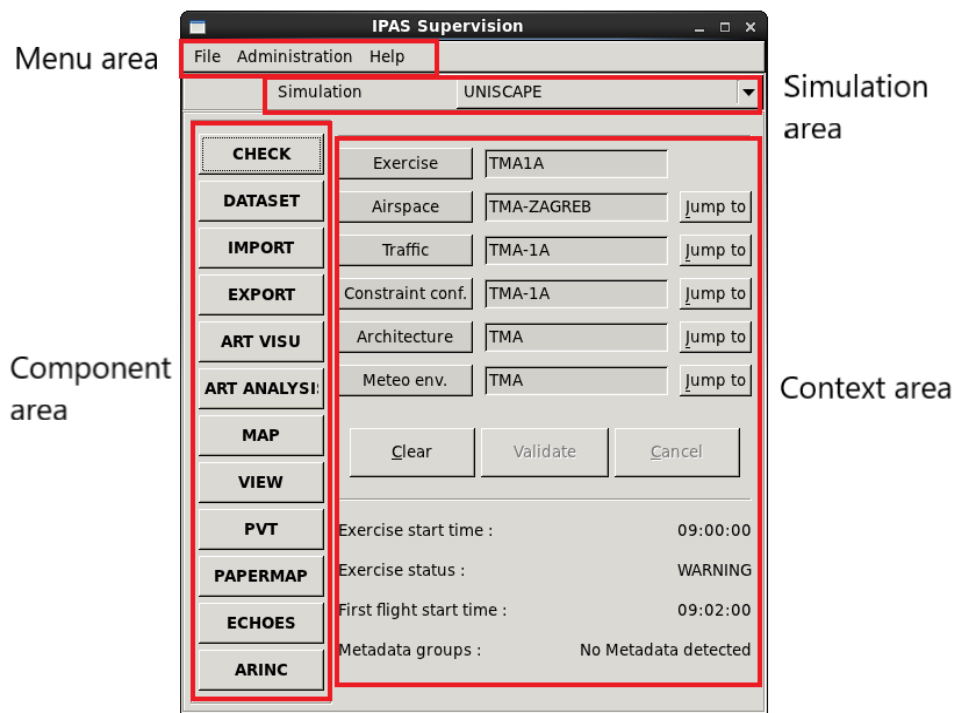 IPAS Supervision
Menu area
File Administration Help
Simulation UNISCAPE
Simulation
area
CHECK
DATASET
IMPORT
EXPORT
ART VISU
ART ANALYSI
MAP
VIEW
PVT
PAPERMAP
ECHOES
ARINC
Component
area
Exercise TMA1A
Airspace TMA-ZAGREB Jump to
Traffic TMA-1A Jump to
Constraint conf. TMA-1A Jump to
Architecture TMA Jump to
Meteo env. TMA Jump to
Clear Validate Cancel
Exercise start time : 09:00:00
Exercise status : WARNING
First flight start time : 09:02:00
Metadata groups : No Metadata detected
Context area